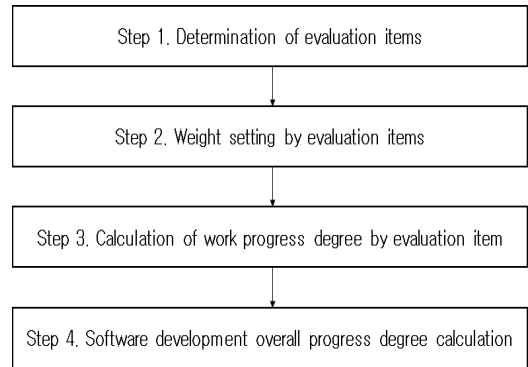 Step 1. Determination of evaluation items
Step 2. Weight setting by evaluation items
Step 3. Calculation of work progress degree by evaluation item
Step 4. Software development overall progress degree calculation